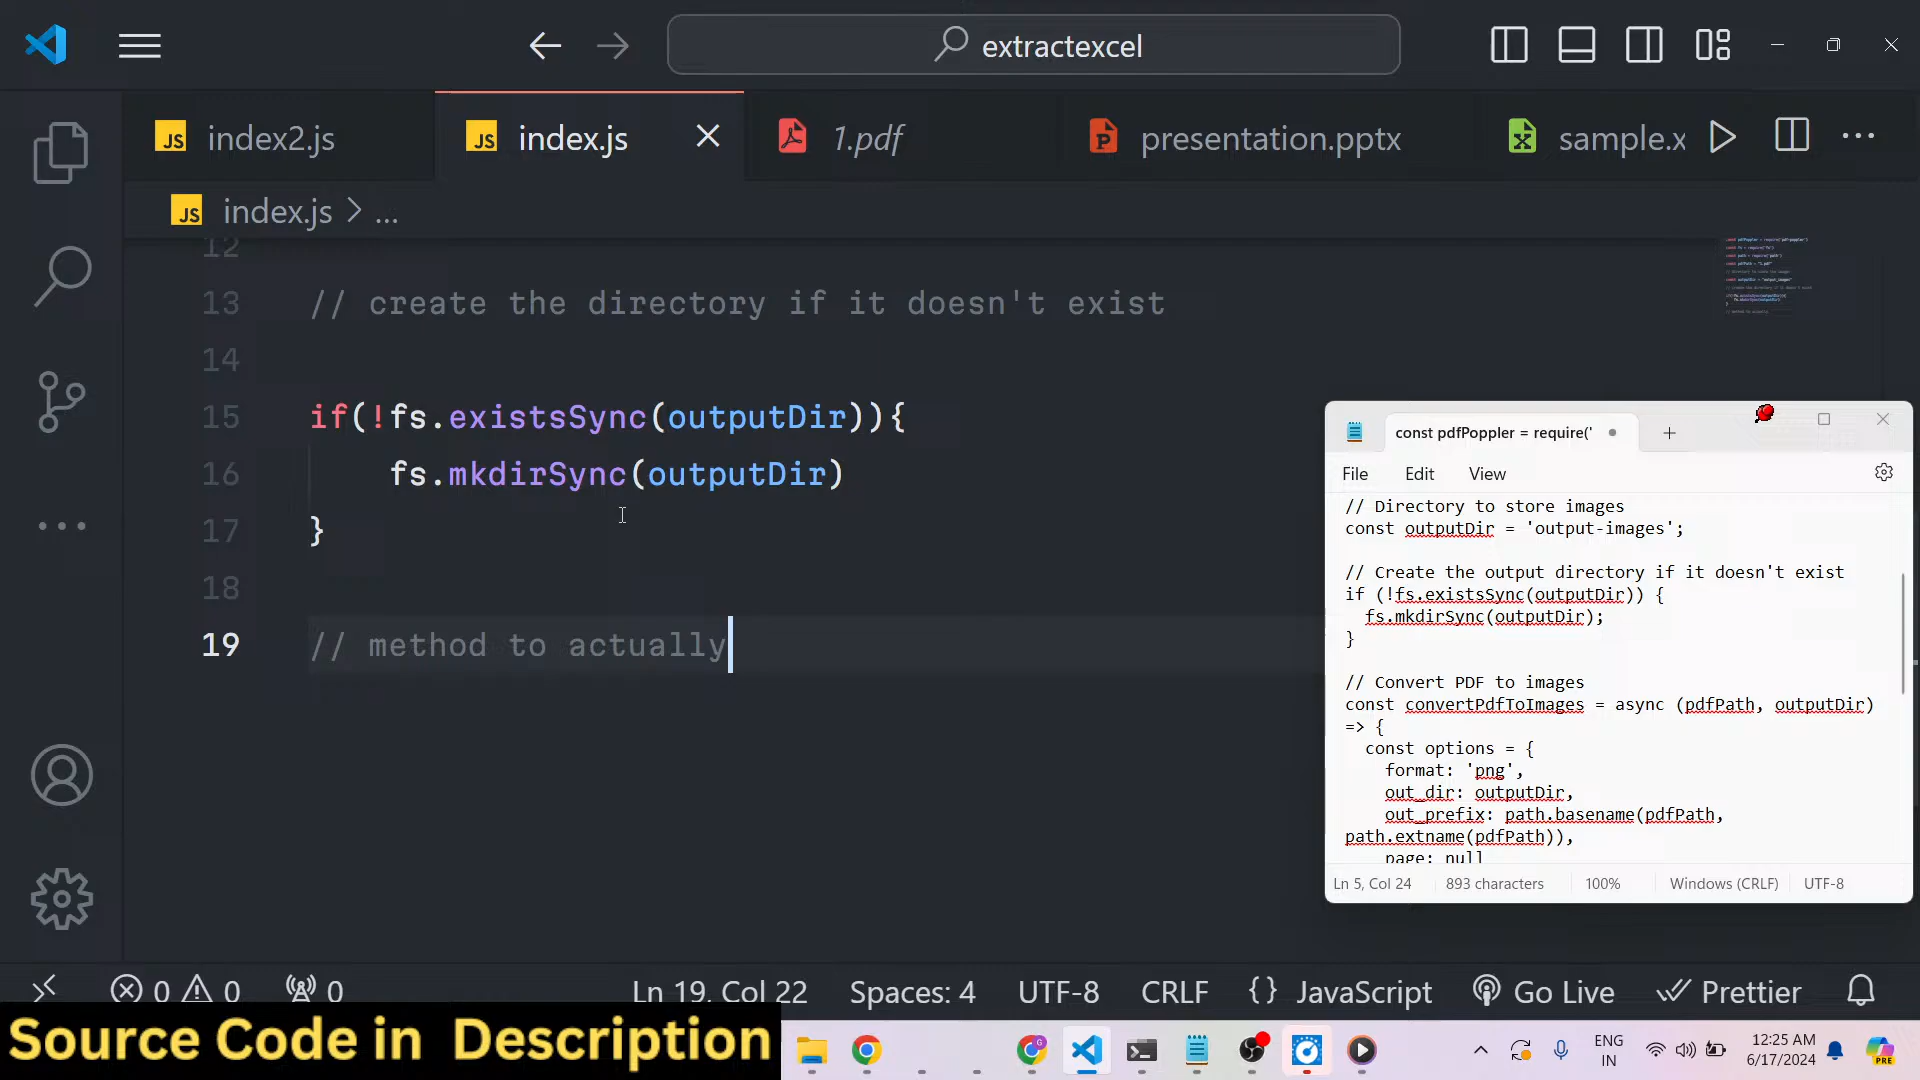 extractexcel
JS index2.js
JS index.js
1.pdf
presentation.pptx
sample.x
JS index.js > ...
12
13 // create the directory if it doesn't exist
14
15 if(!fs.existsSync(outputDir)){
16 fs.mkdirSync(outputDir)
17 }
18
19 // method to actually
const pdfPoppler = require('
File Edit View
// Directory to store images
const outputDir = 'output-images';
// Create the output directory if it doesn't exist
if (!fs.existsSync(outputDir)) {
fs.mkdirSync(outputDir);
}
// Convert PDF to images
const convertPdfToImages = async (pdfPath, outputDir)
=> {
const options = {
format: 'png',
out_dir: outputDir,
out_prefix: path.basename(pdfPath,
path.extname(pdfPath)),
page: null
Ln 5, Col 24 893 characters 100% Windows (CRLF) UTF-8
0 0 0 Ln 19, Col 22 Spaces: 4 UTF-8 CRLF {} JavaScript Go Live Prettier
Source Code in Description
ENG
IN
12:25 AM
6/17/2024
PRE